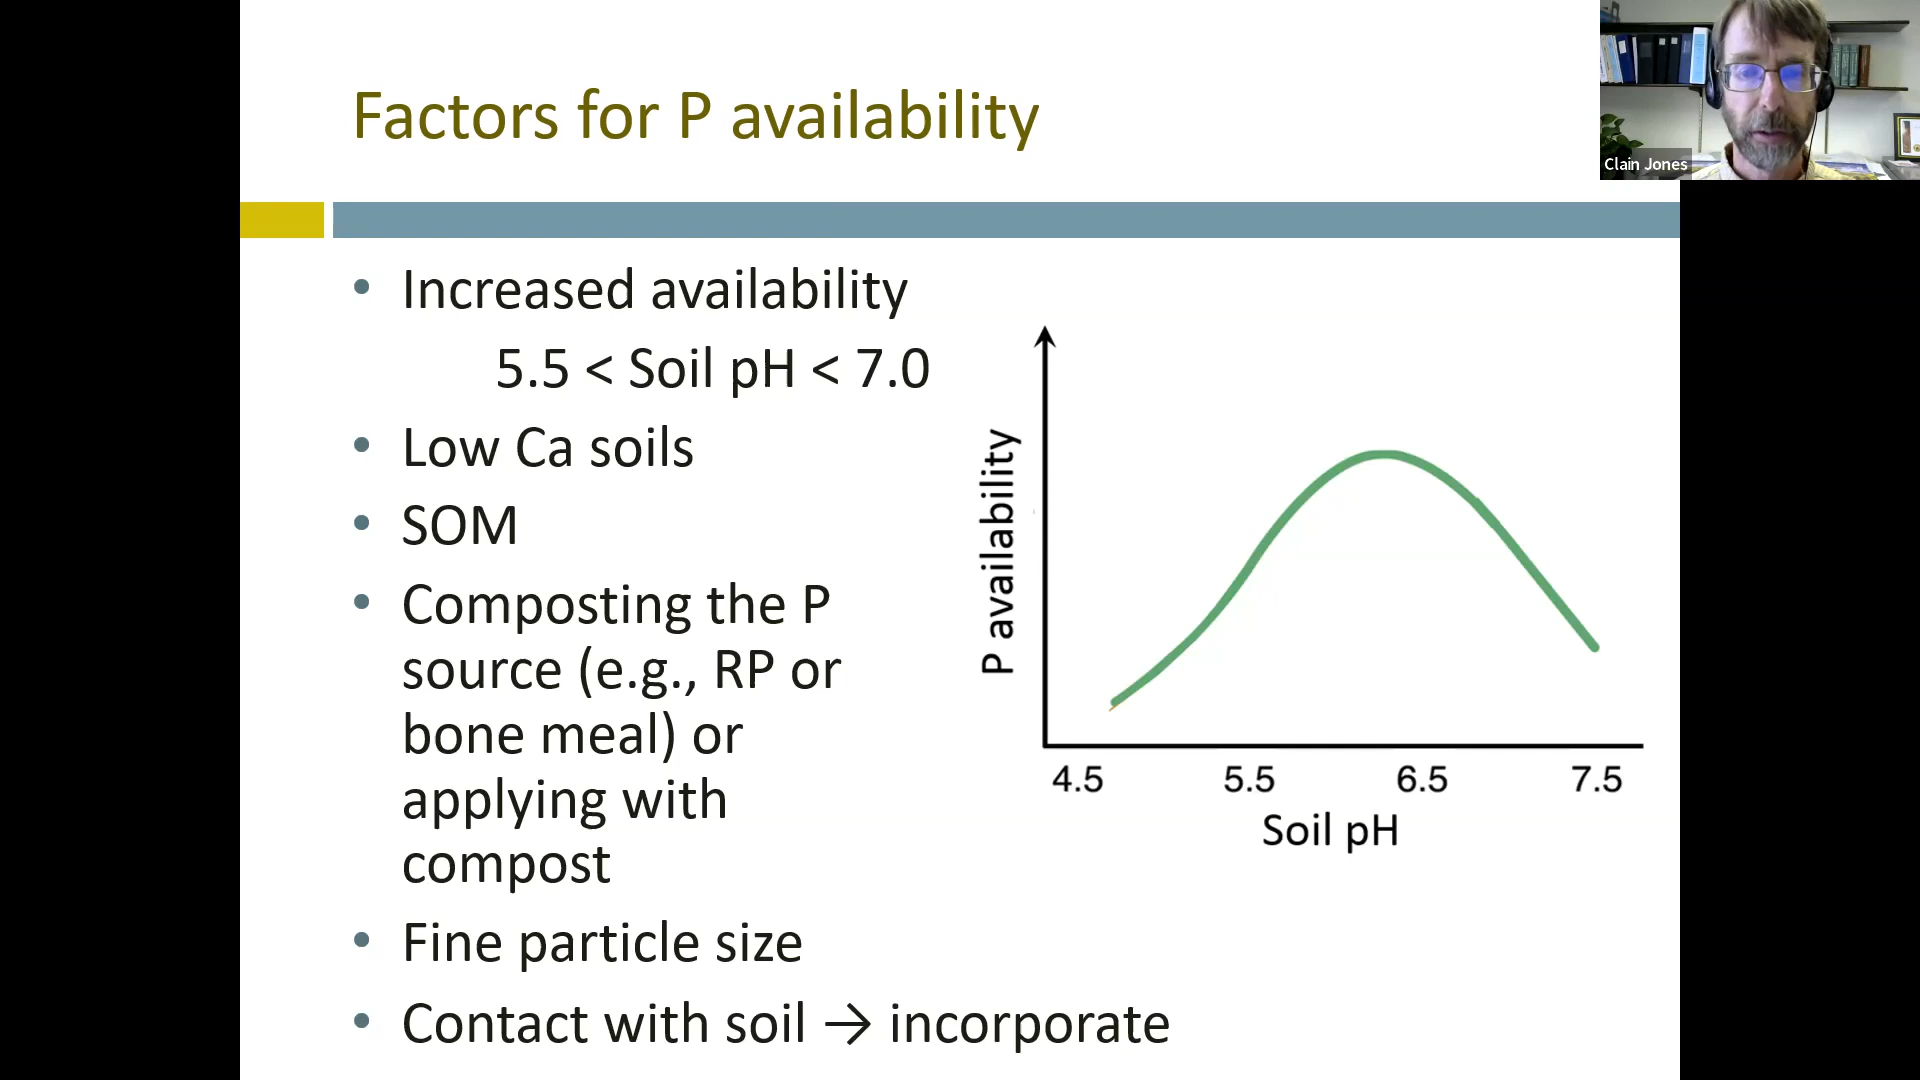 Factors for P availability
Clain Jones
• Increased availability
5.5 < Soil pH < 7.0
• Low Ca soils
• SOM
• Composting the P
source (e.g., RP or
bone meal) or
applying with
compost
• Fine particle size
• Contact with soil → incorporate
P availability
4.5 5.5 6.5 7.5
Soil pH